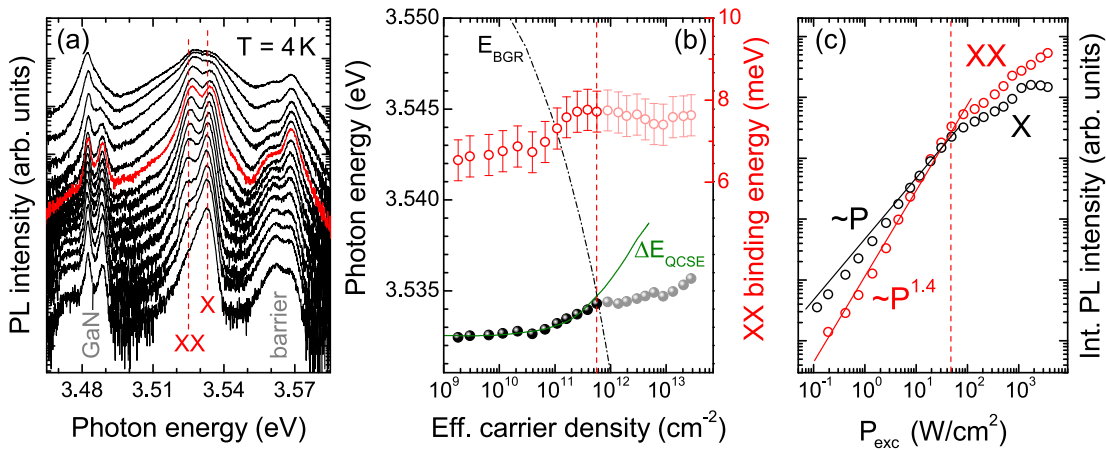 (a)
T = 4K
PL intensity (arb. units)
GaN
XX
X
barrier
3.48
3.51
3.54
3.57
Photon energy (eV)
(b)
E_BGR
ΔE_QCSE
3.550
3.545
3.540
3.535
Photon energy (eV)
10^9
10^10
10^11
10^12
10^13
Eff. carrier density (cm^-2)
10
8
6
XX binding energy (meV)
(c)
XX
X
~P
~P^1.4
10^-1
10^0
10^1
10^2
10^3
P_exc (W/cm^2)
Int. PL intensity (arb. units)